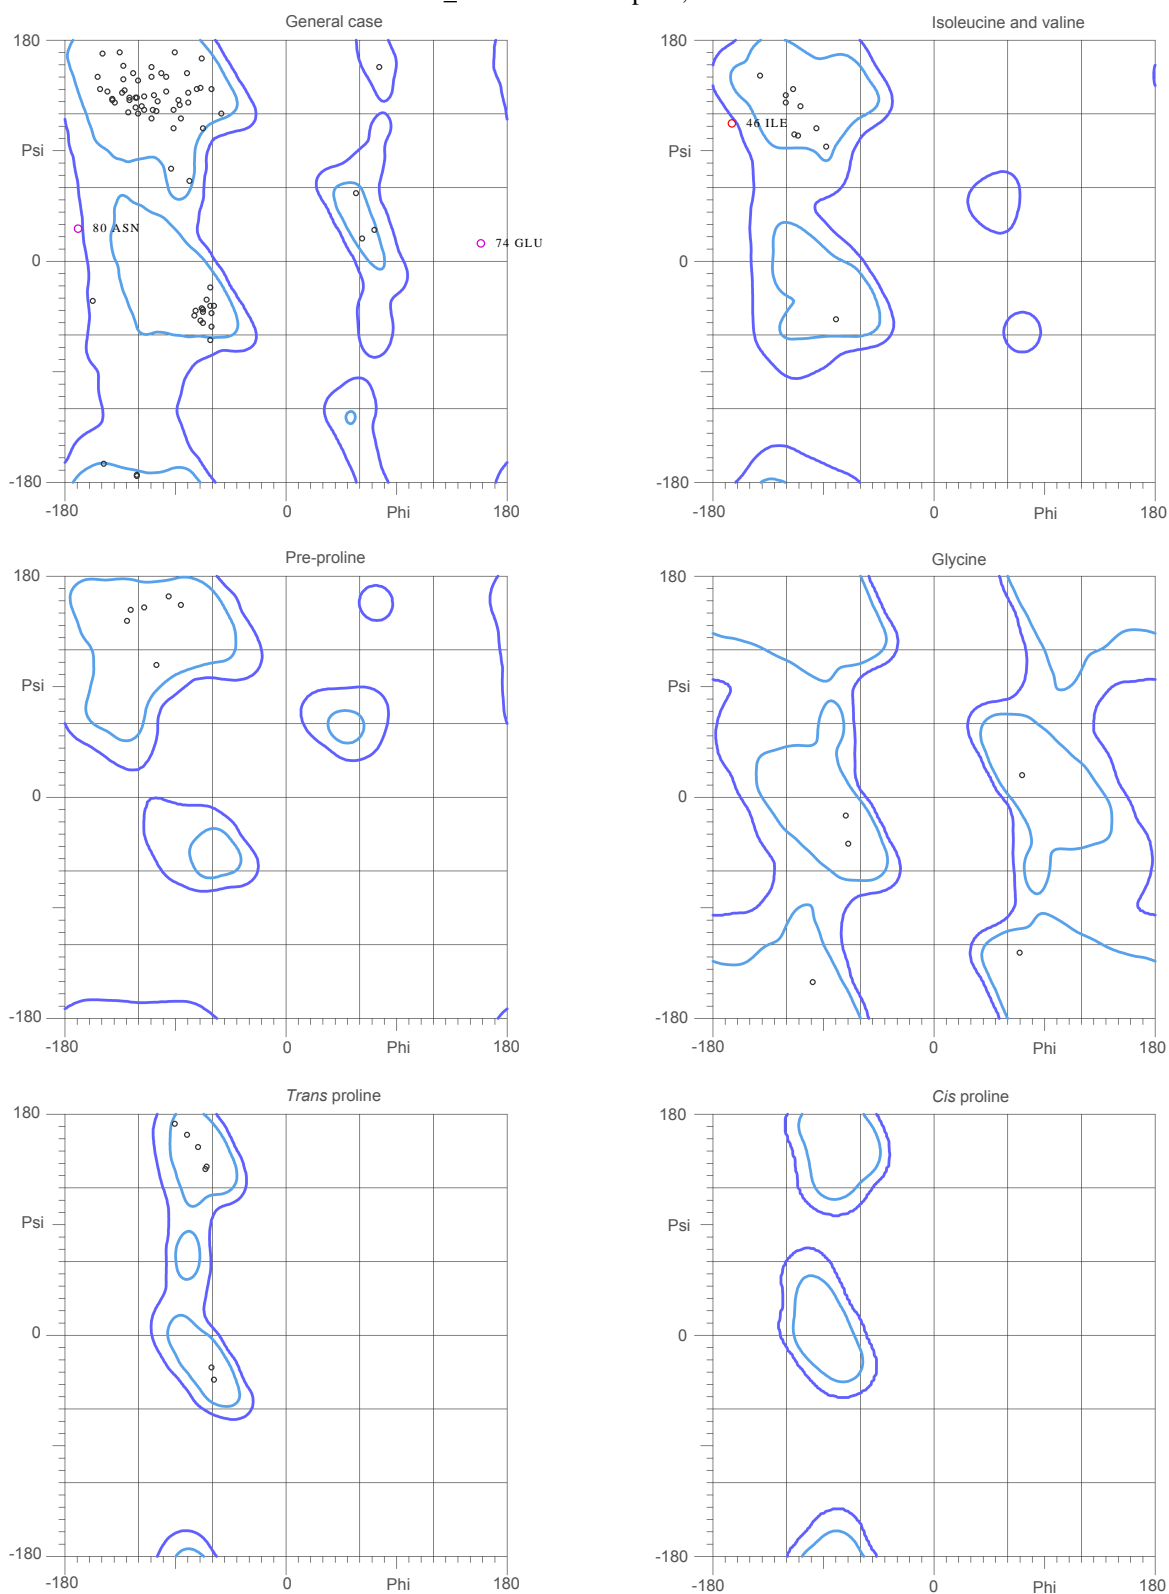 General case
Isoleucine and valine
180
180
46 ILE
Psi
Psi
80 ASN
74 GLU
0
0
-180
-180
-180 0 Phi 180
-180 0 Phi 180
Pre-proline
Glycine
180
180
Psi
Psi
0
0
-180
-180
-180 0 Phi 180
-180 0 Phi 180
Trans proline
Cis proline
180
180
Psi
Psi
0
0
-180
-180
-180 0 Phi 180
-180 0 Phi 180